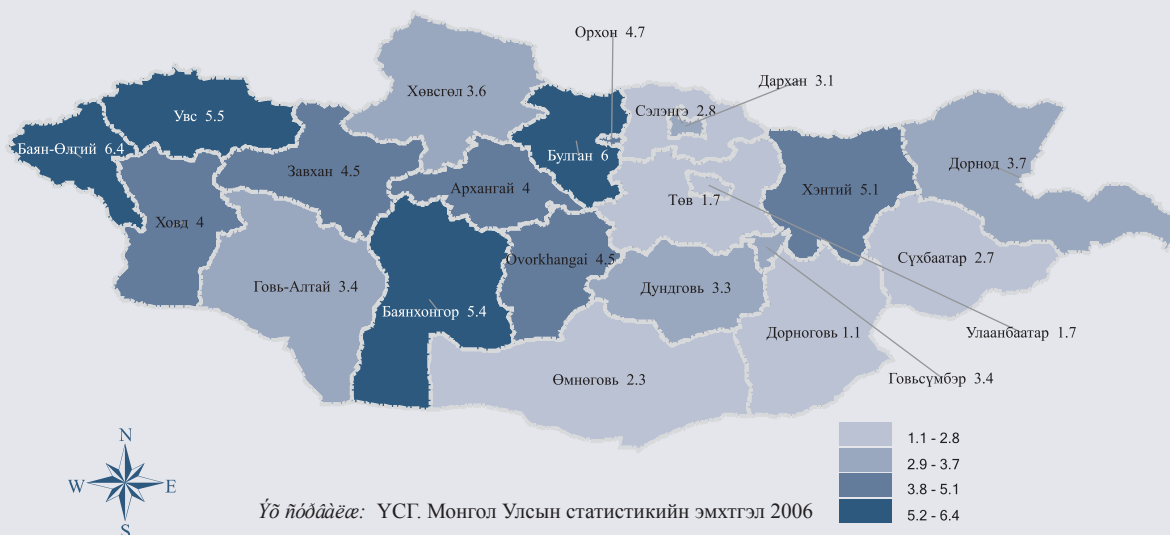 Орхон 4.7
Дархан 3.1
Хөвсгөл 3.6
Сэлэнгэ 2.8
Увс 5.5
Баян-Өлгий 6.4
Булган 6
Завхан 4.5
Архангай 4
Дорнод 3.7
Хэнтий 5.1
Төв 1.7
Ховд 4
Сүхбаатар 2.7
Ovorkhangai 4.5
Говь-Алтай 3.4
Дундговь 3.3
Баянхонгор 5.4
Дорноговь 1.1
Улаанбаатар 1.7
Өмнөговь 2.3
Говьсүмбэр 3.4
N
W E
S
1.1 - 2.8
2.9 - 3.7
3.8 - 5.1
5.2 - 6.4
Ýõ ñóðâàëæ: ҮСГ. Монгол Улсын статистикийн эмхтгэл 2006